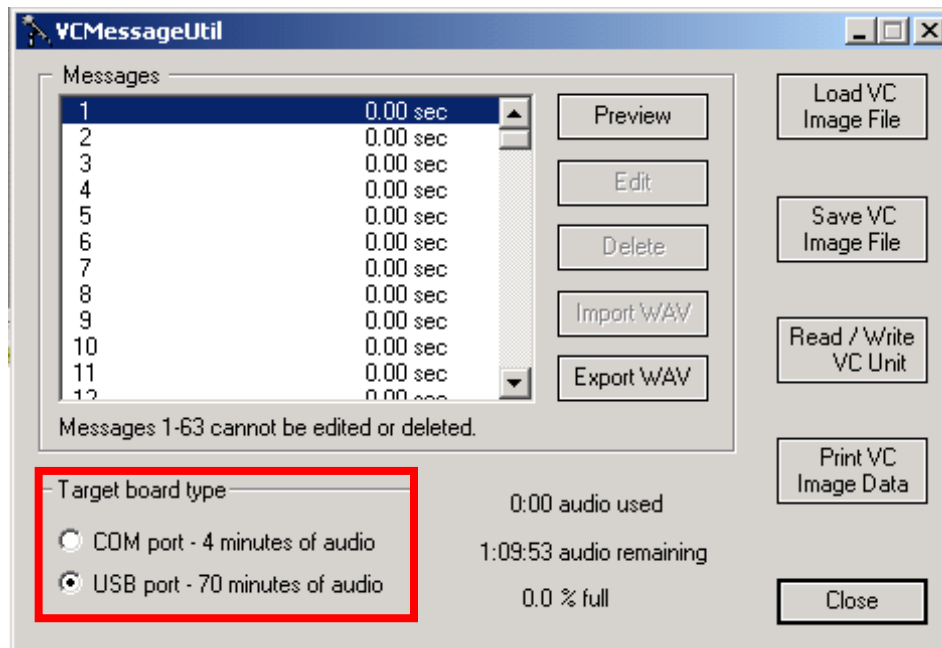 VCMessageUtil
Messages
1 0.00 sec
2 0.00 sec
3 0.00 sec
4 0.00 sec
5 0.00 sec
6 0.00 sec
7 0.00 sec
8 0.00 sec
9 0.00 sec
10 0.00 sec
11 0.00 sec
12 0.00 sec
Messages 1-63 cannot be edited or deleted.
Preview
Edit
Delete
Import WAV
Export WAV
Load VC
Image File
Save VC
Image File
Read / Write
VC Unit
Print VC
Image Data
Close
Target board type
COM port - 4 minutes of audio
USB port - 70 minutes of audio
0:00 audio used
1:09:53 audio remaining
0.0 % full